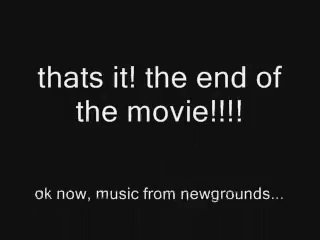 thats it! the end of
the movie!!!!
ok now, music from newgrounds...